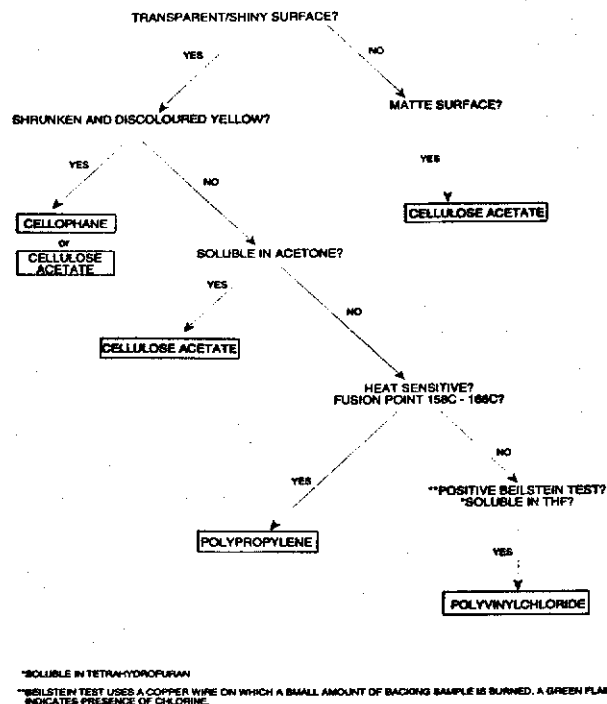 TRANSPARENT/SHINY SURFACE?
YES
NO
SHRUNKEN AND DISCOLOURED YELLOW?
MATTE SURFACE?
YES
NO
YES
CELLOPHANE
or
CELLULOSE
ACETATE
CELLULOSE ACETATE
SOLUBLE IN ACETONE?
YES
NO
CELLULOSE ACETATE
HEAT SENSITIVE?
FUSION POINT 158C - 168C?
NO
YES
**POSITIVE BEILSTEIN TEST?
*SOLUBLE IN THF?
POLYPROPYLENE
YES
POLYVINYLCHLORIDE
*SOLUBLE IN TETRAHYDROFURAN
**BEILSTEIN TEST USES A COPPER WIRE ON WHICH A SMALL AMOUNT OF BACKING SAMPLE IS BURNED. A GREEN
INDICATES PRESENCE OF CHLORINE.